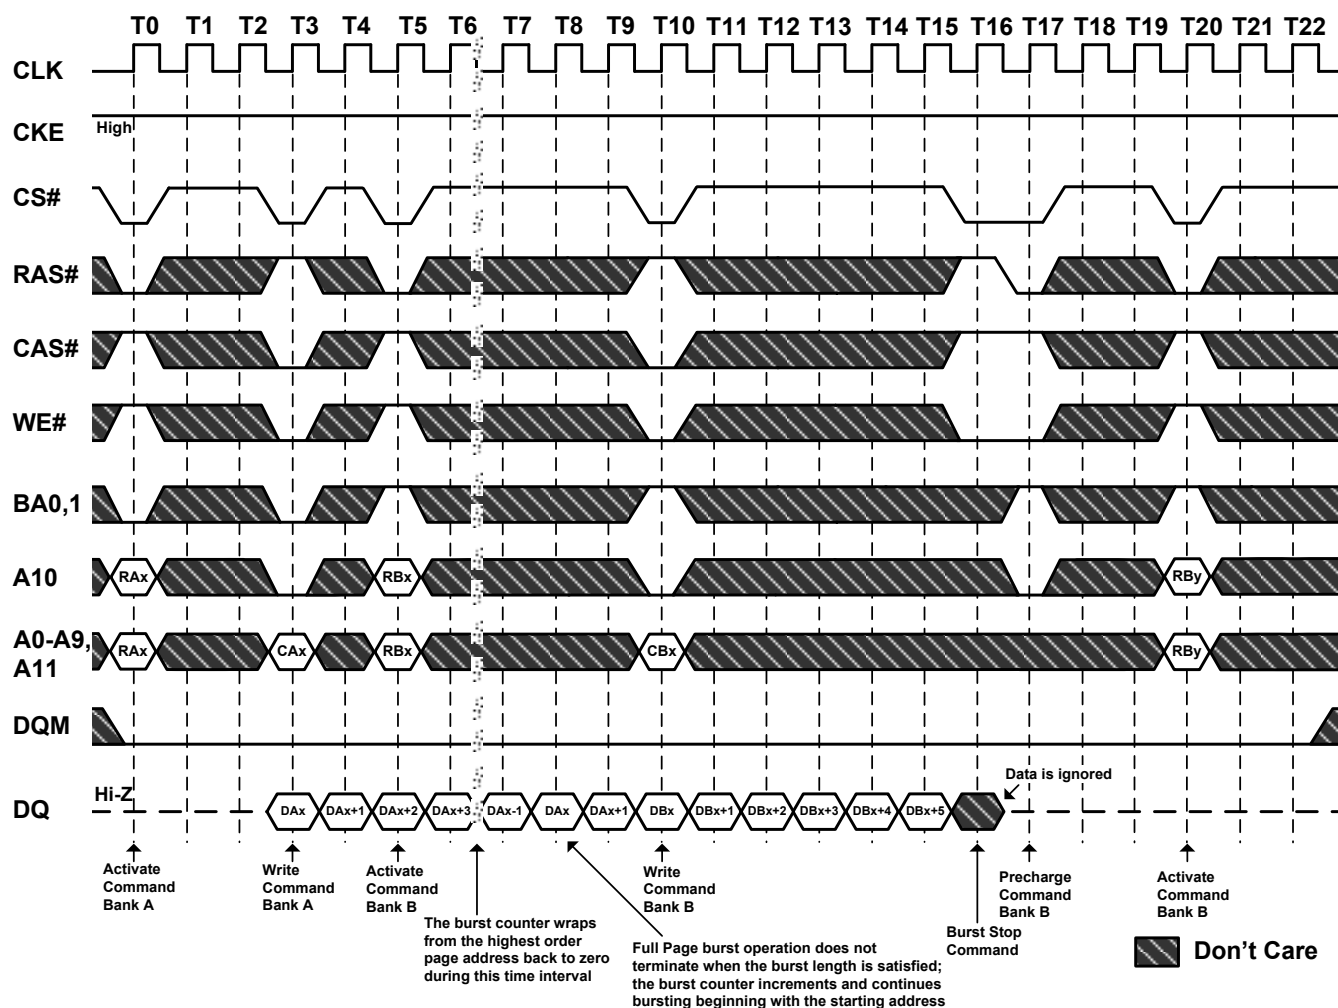 T0 T1 T2 T3 T4 T5 T6 T7 T8 T9 T10 T11 T12 T13 T14 T15 T16 T17 T18 T19 T20 T21 T22
CLK
CKE
High
CS#
RAS#
CAS#
WE#
BA0,1
A10
RAx RBx RBy
A0-A9,
A11
RAx CAx RBx CBx RBy
DQM
DQ
Hi-Z
DAx DAx+1 DAx+2 DAx+3 DAx-1 DAx DAx+1 DBx DBx+1 DBx+2 DBx+3 DBx+4 DBx+5
Data is ignored
Activate
Command
Bank A
Write
Command
Bank A
Activate
Command
Bank B
The burst counter wraps
from the highest order
page address back to zero
during this time interval
Full Page burst operation does not
terminate when the burst length is satisfied;
the burst counter increments and continues
bursting beginning with the starting address
Write
Command
Bank B
Burst Stop
Command
Precharge
Command
Bank B
Activate
Command
Bank B
Don't Care